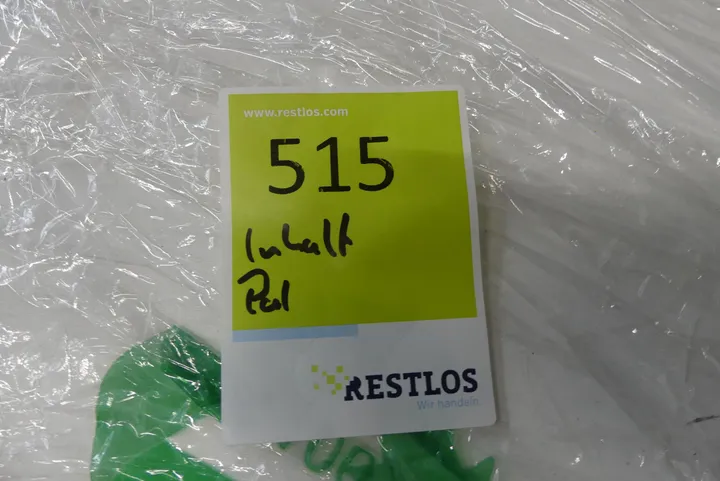 www.restlos.com
515
Inhalt
Pal
RESTLOS
Wir handeln